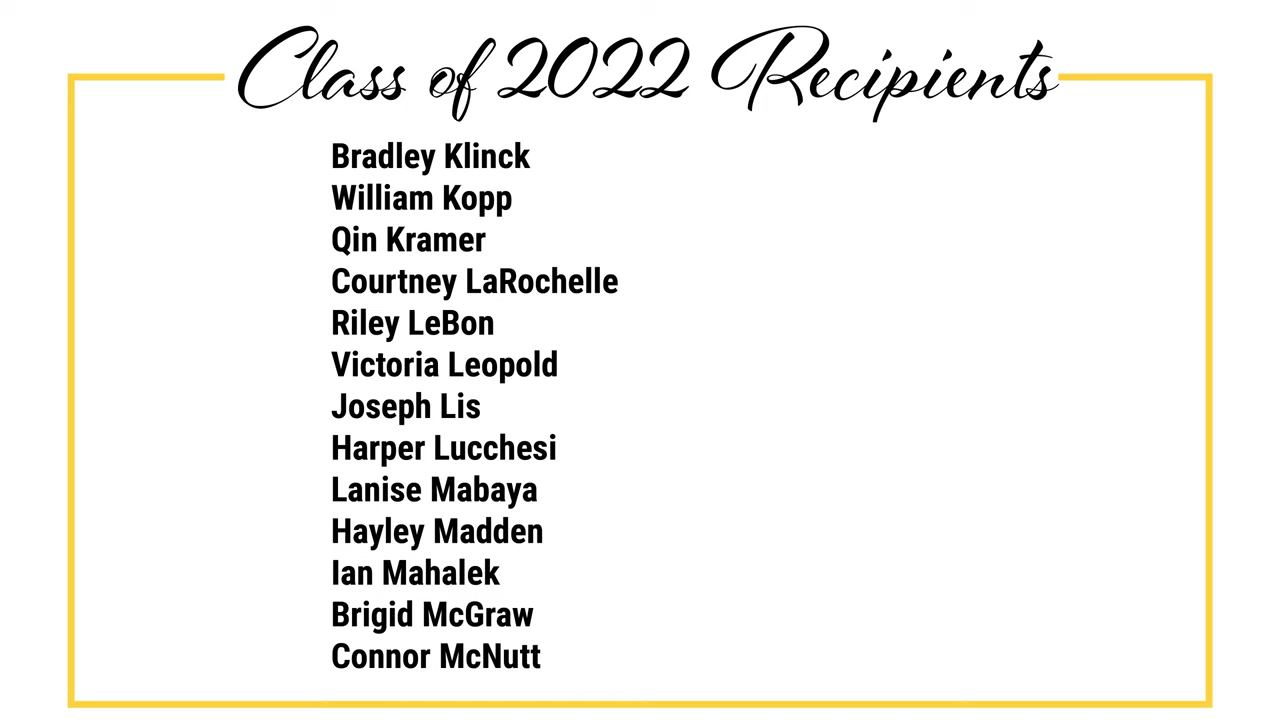 Class of 2022 Recipients
Bradley Klinck
William Kopp
Qin Kramer
Courtney LaRochelle
Riley LeBon
Victoria Leopold
Joseph Lis
Harper Lucchesi
Lanise Mabaya
Hayley Madden
Ian Mahalek
Brigid McGraw
Connor McNutt